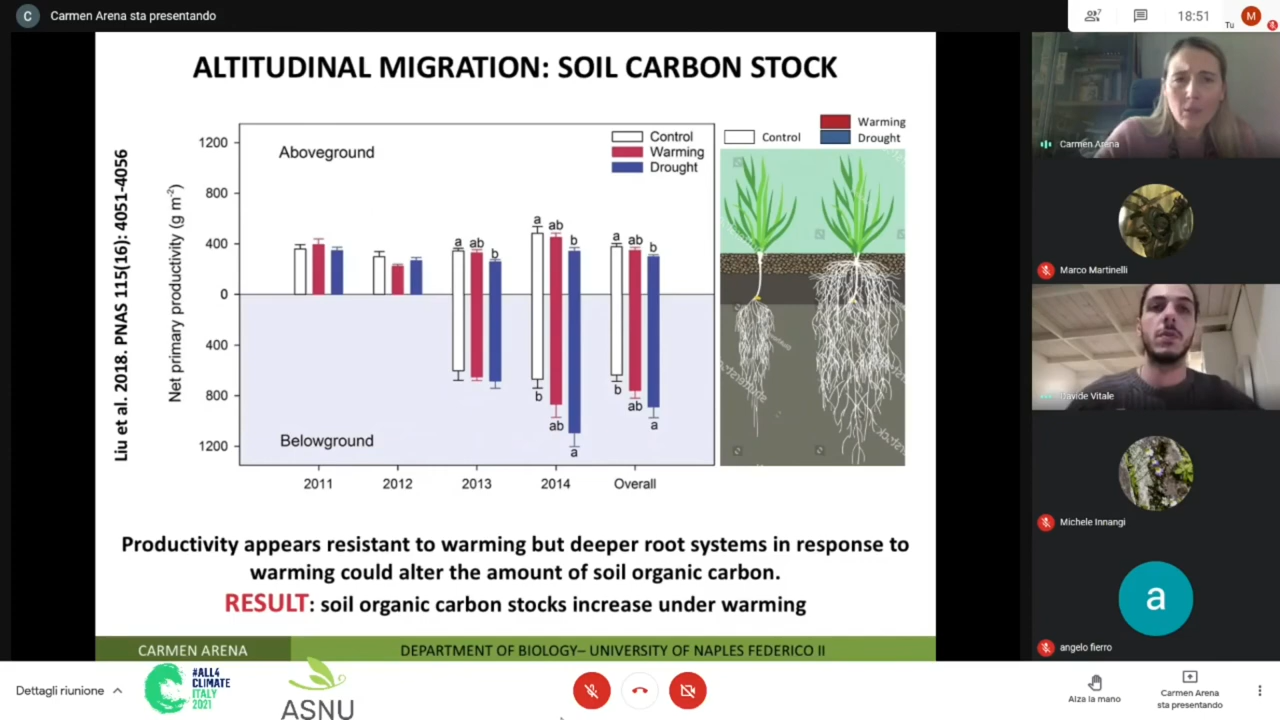 C
Carmen Arena sta presentando
7
18:51
Tu
M
ALTITUDINAL MIGRATION: SOIL CARBON STOCK
Liu et al. 2018. PNAS 115(16): 4051-4056
Net primary productivity (g m⁻²)
1200
800
400
0
400
800
1200
Aboveground
Belowground
Control
Warming
Drought
a ab b
a ab b
a ab b
b ab a
b ab a
2011 2012 2013 2014 Overall
Control
Warming
Drought
Productivity appears resistant to warming but deeper root systems in response to
warming could alter the amount of soil organic carbon.
RESULT: soil organic carbon stocks increase under warming
CARMEN ARENA
DEPARTMENT OF BIOLOGY– UNIVERSITY OF NAPLES FEDERICO II
Carmen Arena
Marco Martinelli
Davide Vitale
Michele Innangi
a
angelo fierro
Dettagli riunione
#ALL4
CLIMATE
ITALY
2021
ASNU
Alza la mano
Carmen Arena
sta presentando